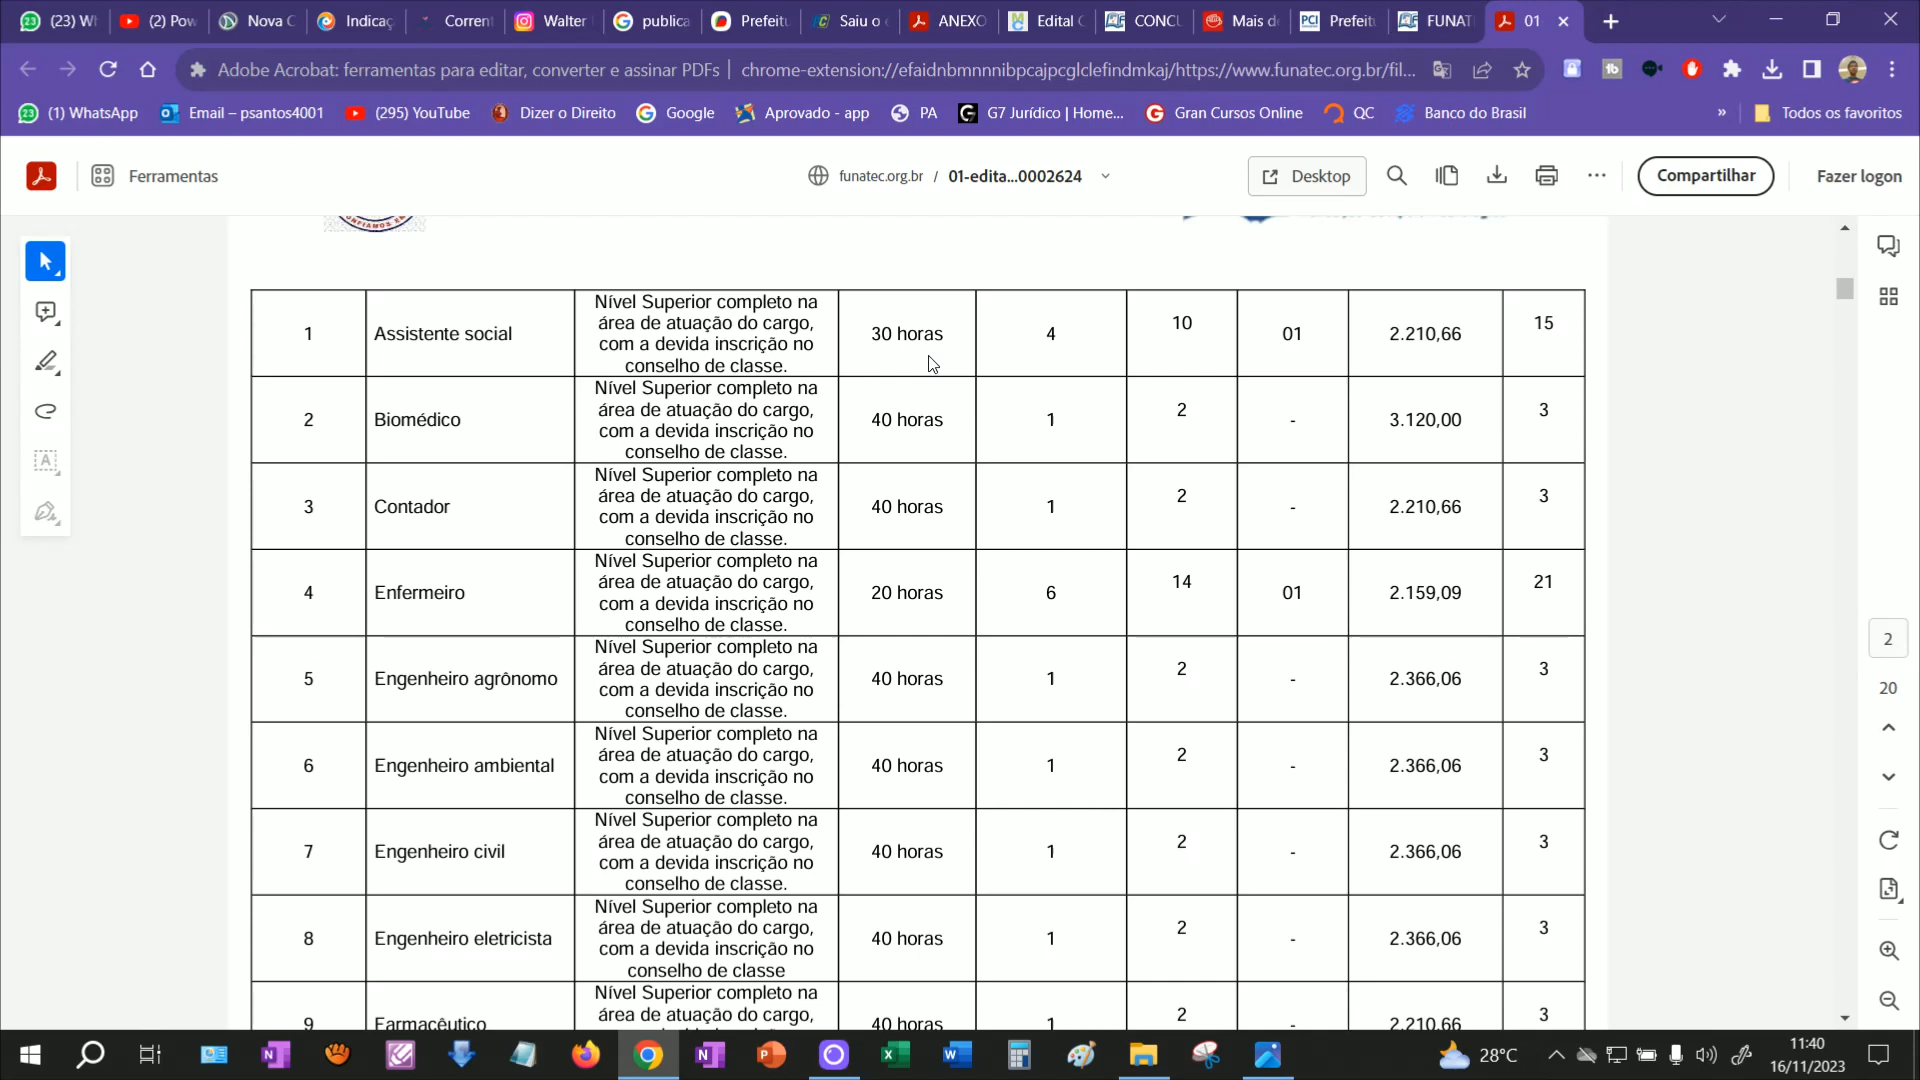 (23) Wh
(2) Pow
Nova C
Indicaç
Corrent
Walter
publica
Prefeitu
Saiu o e
ANEXO
Edital C
CONCU
Mais de
Prefeitu
FUNAT
01
Adobe Acrobat: ferramentas para editar, converter e assinar PDFs
chrome-extension://efaidnbmnnnibpcajpcglclefindmkaj/https://www.funatec.org.br/fil...
(1) WhatsApp
Email – psantos4001
(295) YouTube
Dizer o Direito
Google
Aprovado - app
PA
G7 Jurídico | Home...
Gran Cursos Online
QC
Banco do Brasil
»
Todos os favoritos
Ferramentas
funatec.org.br / 01-edita...0002624
Desktop
Compartilhar
Fazer logon
1
Assistente social
Nível Superior completo na
área de atuação do cargo,
com a devida inscrição no
conselho de classe.
30 horas
4
10
01
2.210,66
15
2
Biomédico
Nível Superior completo na
área de atuação do cargo,
com a devida inscrição no
conselho de classe.
40 horas
1
2
-
3.120,00
3
3
Contador
Nível Superior completo na
área de atuação do cargo,
com a devida inscrição no
conselho de classe.
40 horas
1
2
-
2.210,66
3
4
Enfermeiro
Nível Superior completo na
área de atuação do cargo,
com a devida inscrição no
conselho de classe.
20 horas
6
14
01
2.159,09
21
5
Engenheiro agrônomo
Nível Superior completo na
área de atuação do cargo,
com a devida inscrição no
conselho de classe.
40 horas
1
2
-
2.366,06
3
6
Engenheiro ambiental
Nível Superior completo na
área de atuação do cargo,
com a devida inscrição no
conselho de classe.
40 horas
1
2
-
2.366,06
3
7
Engenheiro civil
Nível Superior completo na
área de atuação do cargo,
com a devida inscrição no
conselho de classe.
40 horas
1
2
-
2.366,06
3
8
Engenheiro eletricista
Nível Superior completo na
área de atuação do cargo,
com a devida inscrição no
conselho de classe
40 horas
1
2
-
2.366,06
3
9
Farmacêutico
Nível Superior completo na
área de atuação do cargo,
40 horas
1
2
-
2.210,66
3
2
20
28°C
11:40
16/11/2023